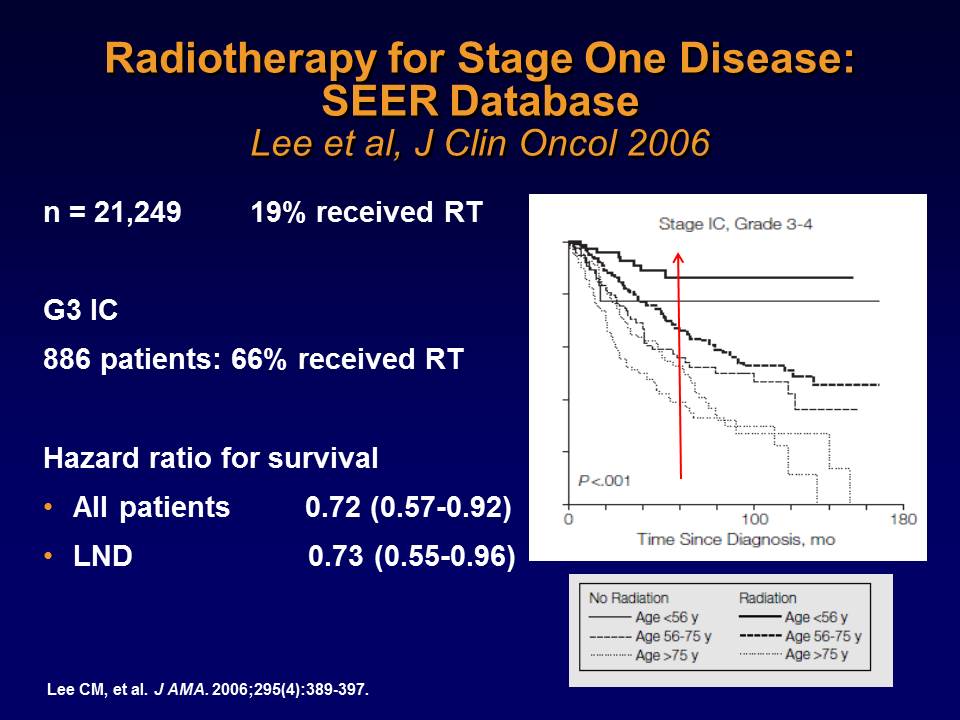 Radiotherapy for Stage One Disease:
SEER Database
Lee et al, J Clin Oncol 2006
n = 21,249 19% received RT
G3 IC
886 patients: 66% received RT
Hazard ratio for survival
• All patients 0.72 (0.57-0.92)
• LND 0.73 (0.55-0.96)
Stage IC, Grade 3-4
P<.001
0 100 180
Time Since Diagnosis, mo
No Radiation Radiation
Age <56 y Age <56 y
Age 56-75 y Age 56-75 y
Age >75 y Age >75 y
Lee CM, et al. J AMA. 2006;295(4):389-397.